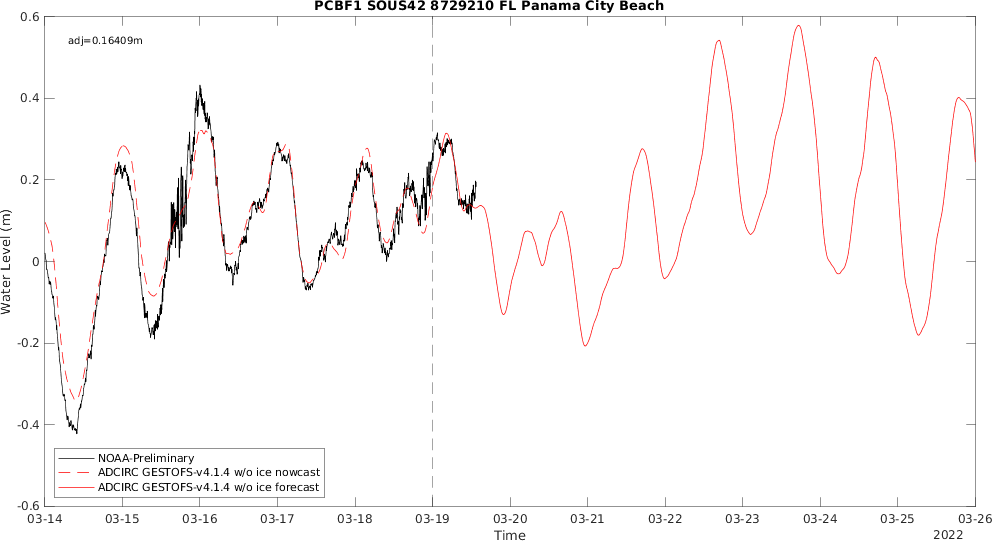 PCBF1 SOUS42 8729210 FL Panama City Beach
adj=0.16409m
0.6
0.4
0.2
0
-0.2
-0.4
-0.6
Water Level (m)
NOAA-Preliminary
ADCIRC GESTOFS-v4.1.4 w/o ice nowcast
ADCIRC GESTOFS-v4.1.4 w/o ice forecast
03-14 03-15 03-16 03-17 03-18 03-19 03-20 03-21 03-22 03-23 03-24 03-25 03-26
Time
2022